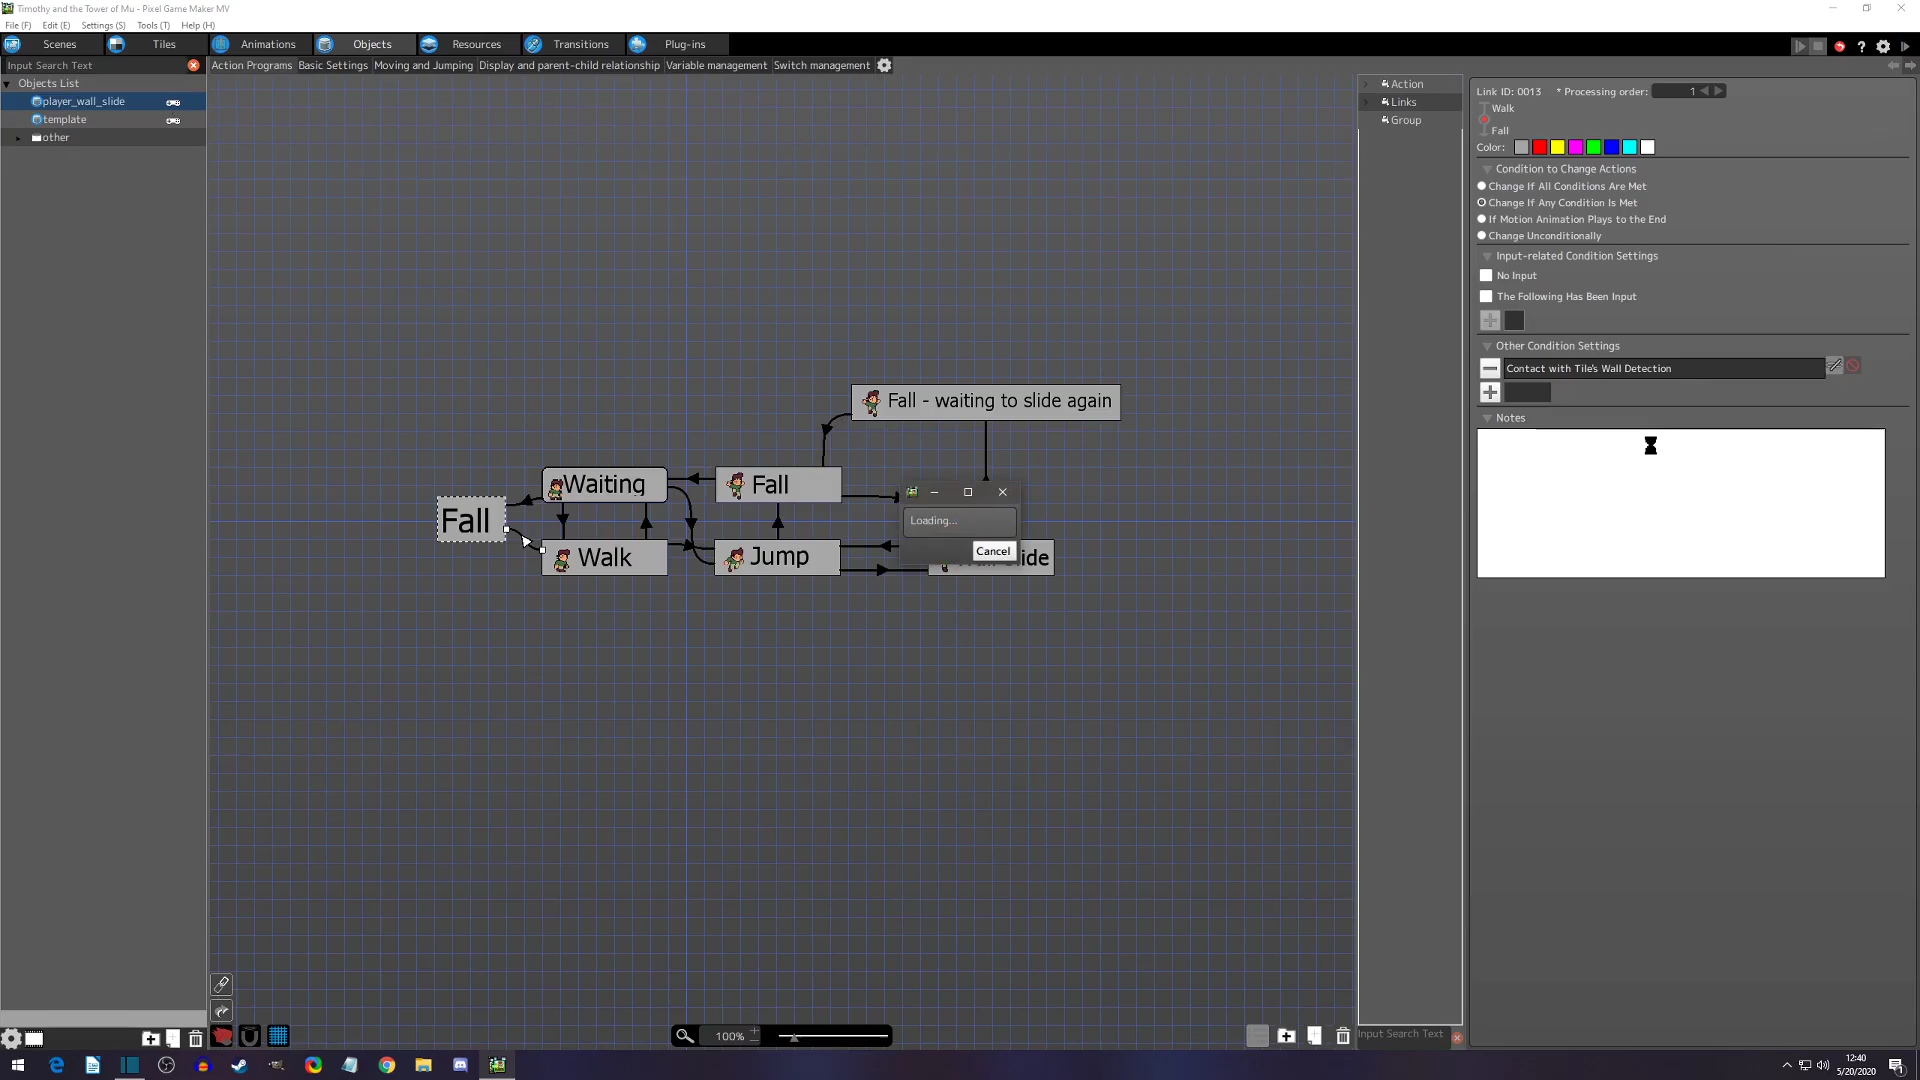 Timothy and the Tower of Mu - Pixel Game Maker MV
File (F) Edit (E) Settings (S) Tools (T) Help (H)
Scenes Tiles Animations Objects Resources Transitions Plug-ins
Input Search Text
Action Programs Basic Settings Moving and Jumping Display and parent-child relationship Variable management Switch management
Objects List
player_wall_slide
template
other
Action
Links
Group
Link ID: 0013 * Processing order: 1
Walk
Fall
Color:
Condition to Change Actions
Change If All Conditions Are Met
Change If Any Condition Is Met
If Motion Animation Plays to the End
Change Unconditionally
Input-related Condition Settings
No Input
The Following Has Been Input
Other Condition Settings
Contact with Tile's Wall Detection
Notes
Fall - waiting to slide again
Waiting
Fall
Fall
Walk
Jump
Loading...
Cancel
100%
Input Search Text
12:40
5/20/2020